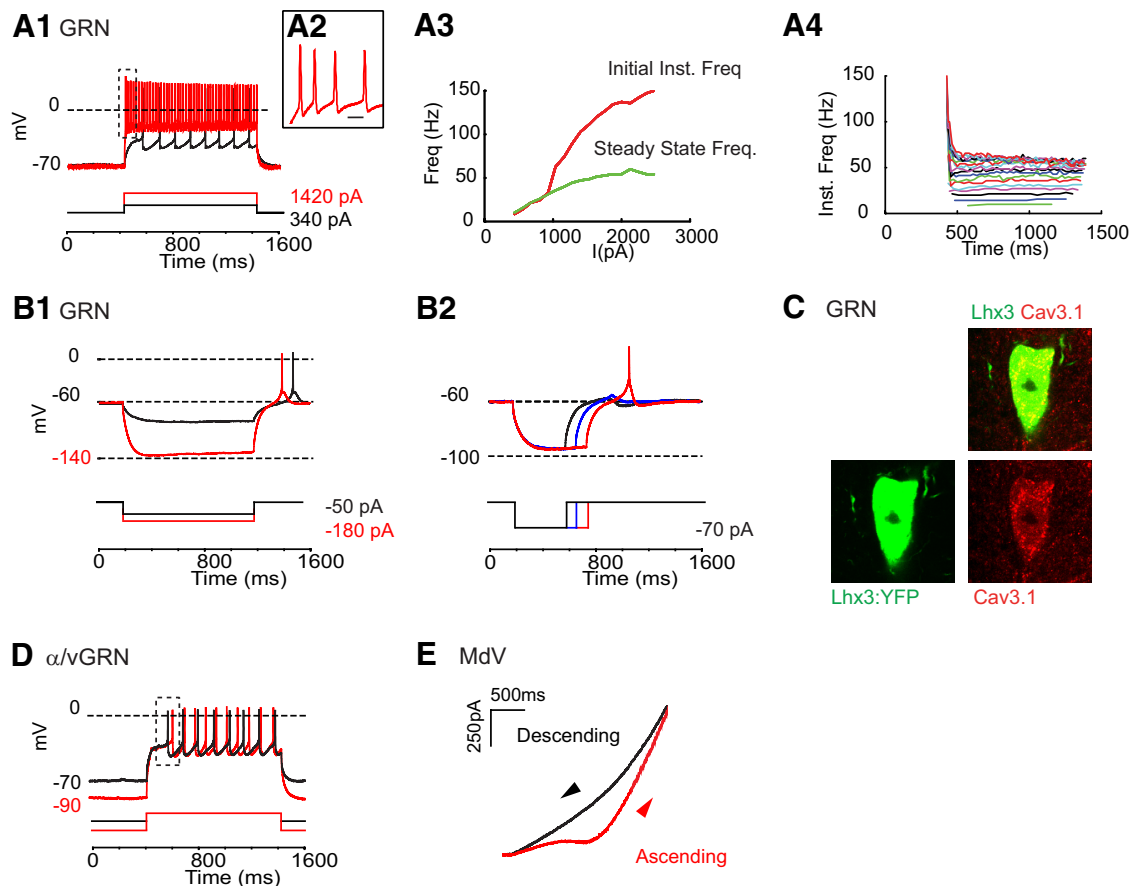 A1 GRN
A2
0
mV
-70
1420 pA
340 pA
0 800 1600
Time (ms)
A3
Initial Inst. Freq
Steady State Freq.
150
100
50
0
Freq (Hz)
0 1000 2000 3000
I(pA)
A4
150
100
50
0
Inst. Freq (Hz)
0 500 1000 1500
Time (ms)
B1 GRN
0
-60
mV
-140
-50 pA
-180 pA
0 800 1600
Time (ms)
B2
-60
-100
-70 pA
0 800 1600
Time (ms)
C GRN
Lhx3 Cav3.1
Lhx3:YFP
Cav3.1
D α/vGRN
0
mV
-70
-90
0 800 1600
Time (ms)
E MdV
500ms
250pA
Descending
Ascending